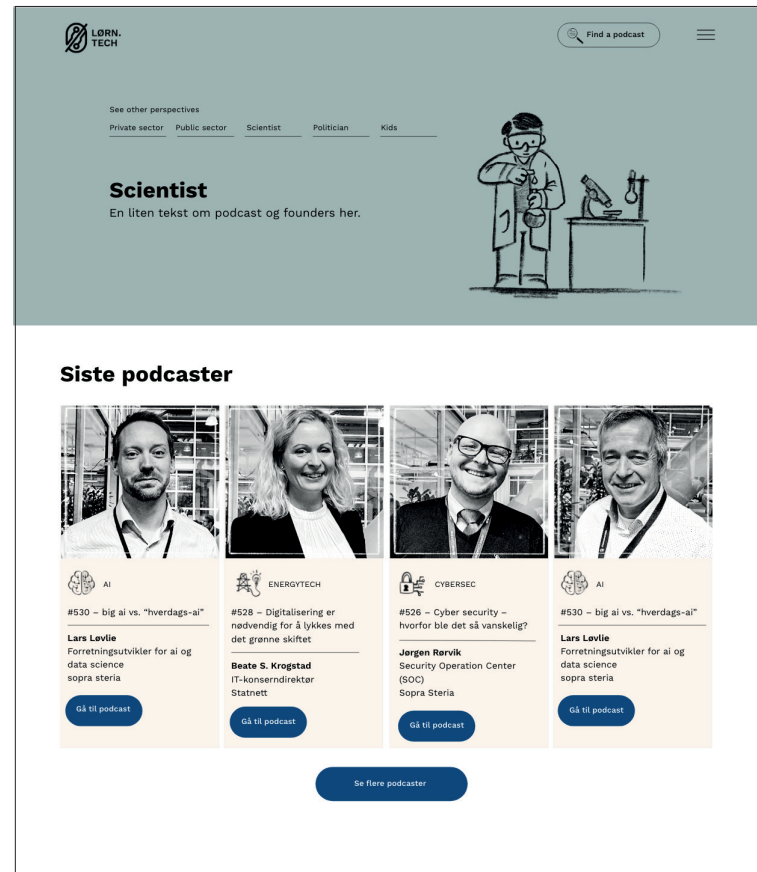 LØRN.
TECH
Find a podcast
See other perspectives
Private sector
Public sector
Scientist
Politician
Kids
Scientist
En liten tekst om podcast og founders her.
Siste podcaster
AI
#530 – big ai vs. “hverdags-ai”
Lars Løvlie
Forretningsutvikler for ai og
data science
sopra steria
Gå til podcast
ENERGYTECH
#528 – Digitalisering er
nødvendig for å lykkes med
det grønne skiftet
Beate S. Krogstad
IT-konserndirektør
Statnett
Gå til podcast
CYBERSEC
#526 – Cyber security –
hvorfor ble det så vanskelig?
Jørgen Rørvik
Security Operation Center
(SOC)
Sopra Steria
Gå til podcast
AI
#530 – big ai vs. “hverdags-ai”
Lars Løvlie
Forretningsutvikler for ai og
data science
sopra steria
Gå til podcast
Se flere podcaster